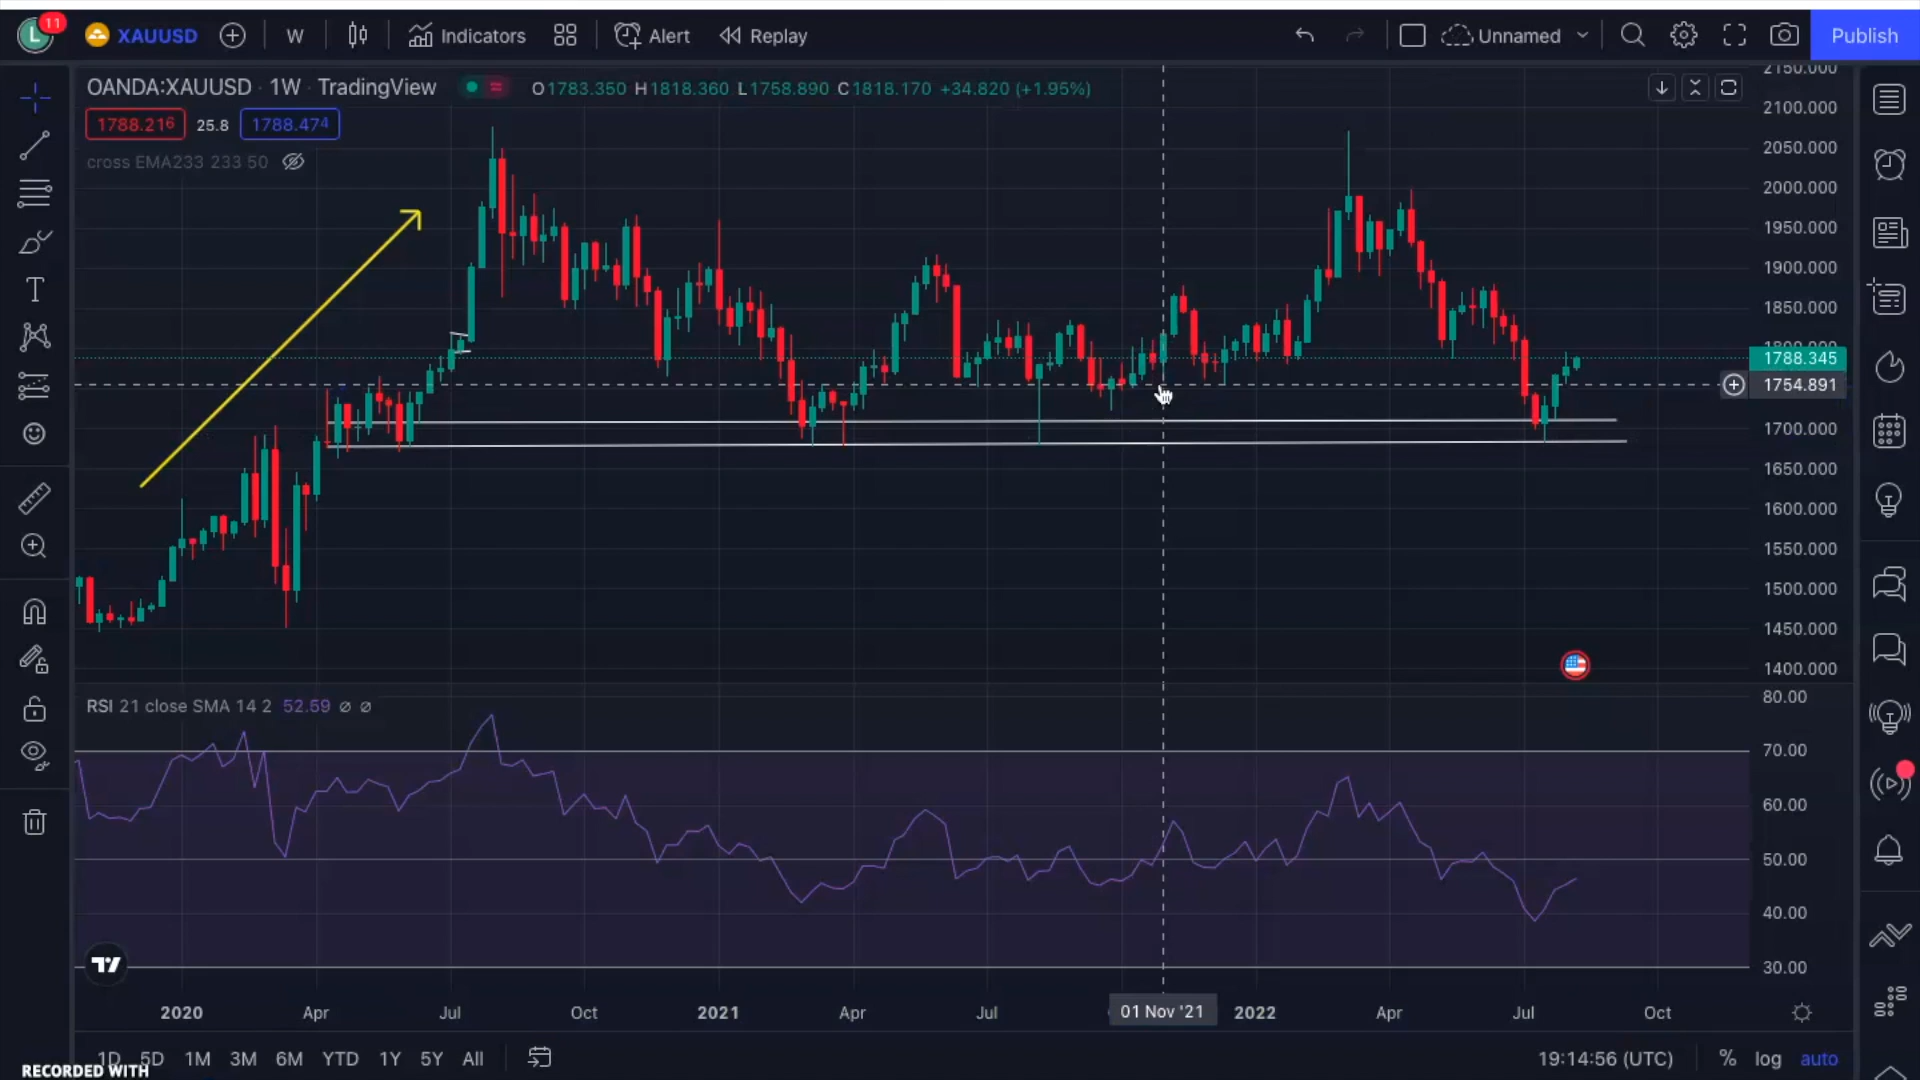 L 11 XAUUSD W Indicators Alert Replay Unnamed Publish
OANDA:XAUUSD · 1W · TradingView O1783.350 H1818.360 L1758.890 C1818.170 +34.820 (+1.95%)
1788.216 25.8 1788.474
cross EMA233 233 50
2150.000
2100.000
2050.000
2000.000
1950.000
1900.000
1850.000
1800.000
1788.345
1754.891
1700.000
1650.000
1600.000
1550.000
1500.000
1450.000
1400.000
RSI 21 close SMA 14 2 52.59 ∅ ∅
80.00
70.00
60.00
50.00
40.00
30.00
2020 Apr Jul Oct 2021 Apr Jul 01 Nov '21 2022 Apr Jul Oct
1D 5D 1M 3M 6M YTD 1Y 5Y All 19:14:56 (UTC) % log auto
RECORDED WITH